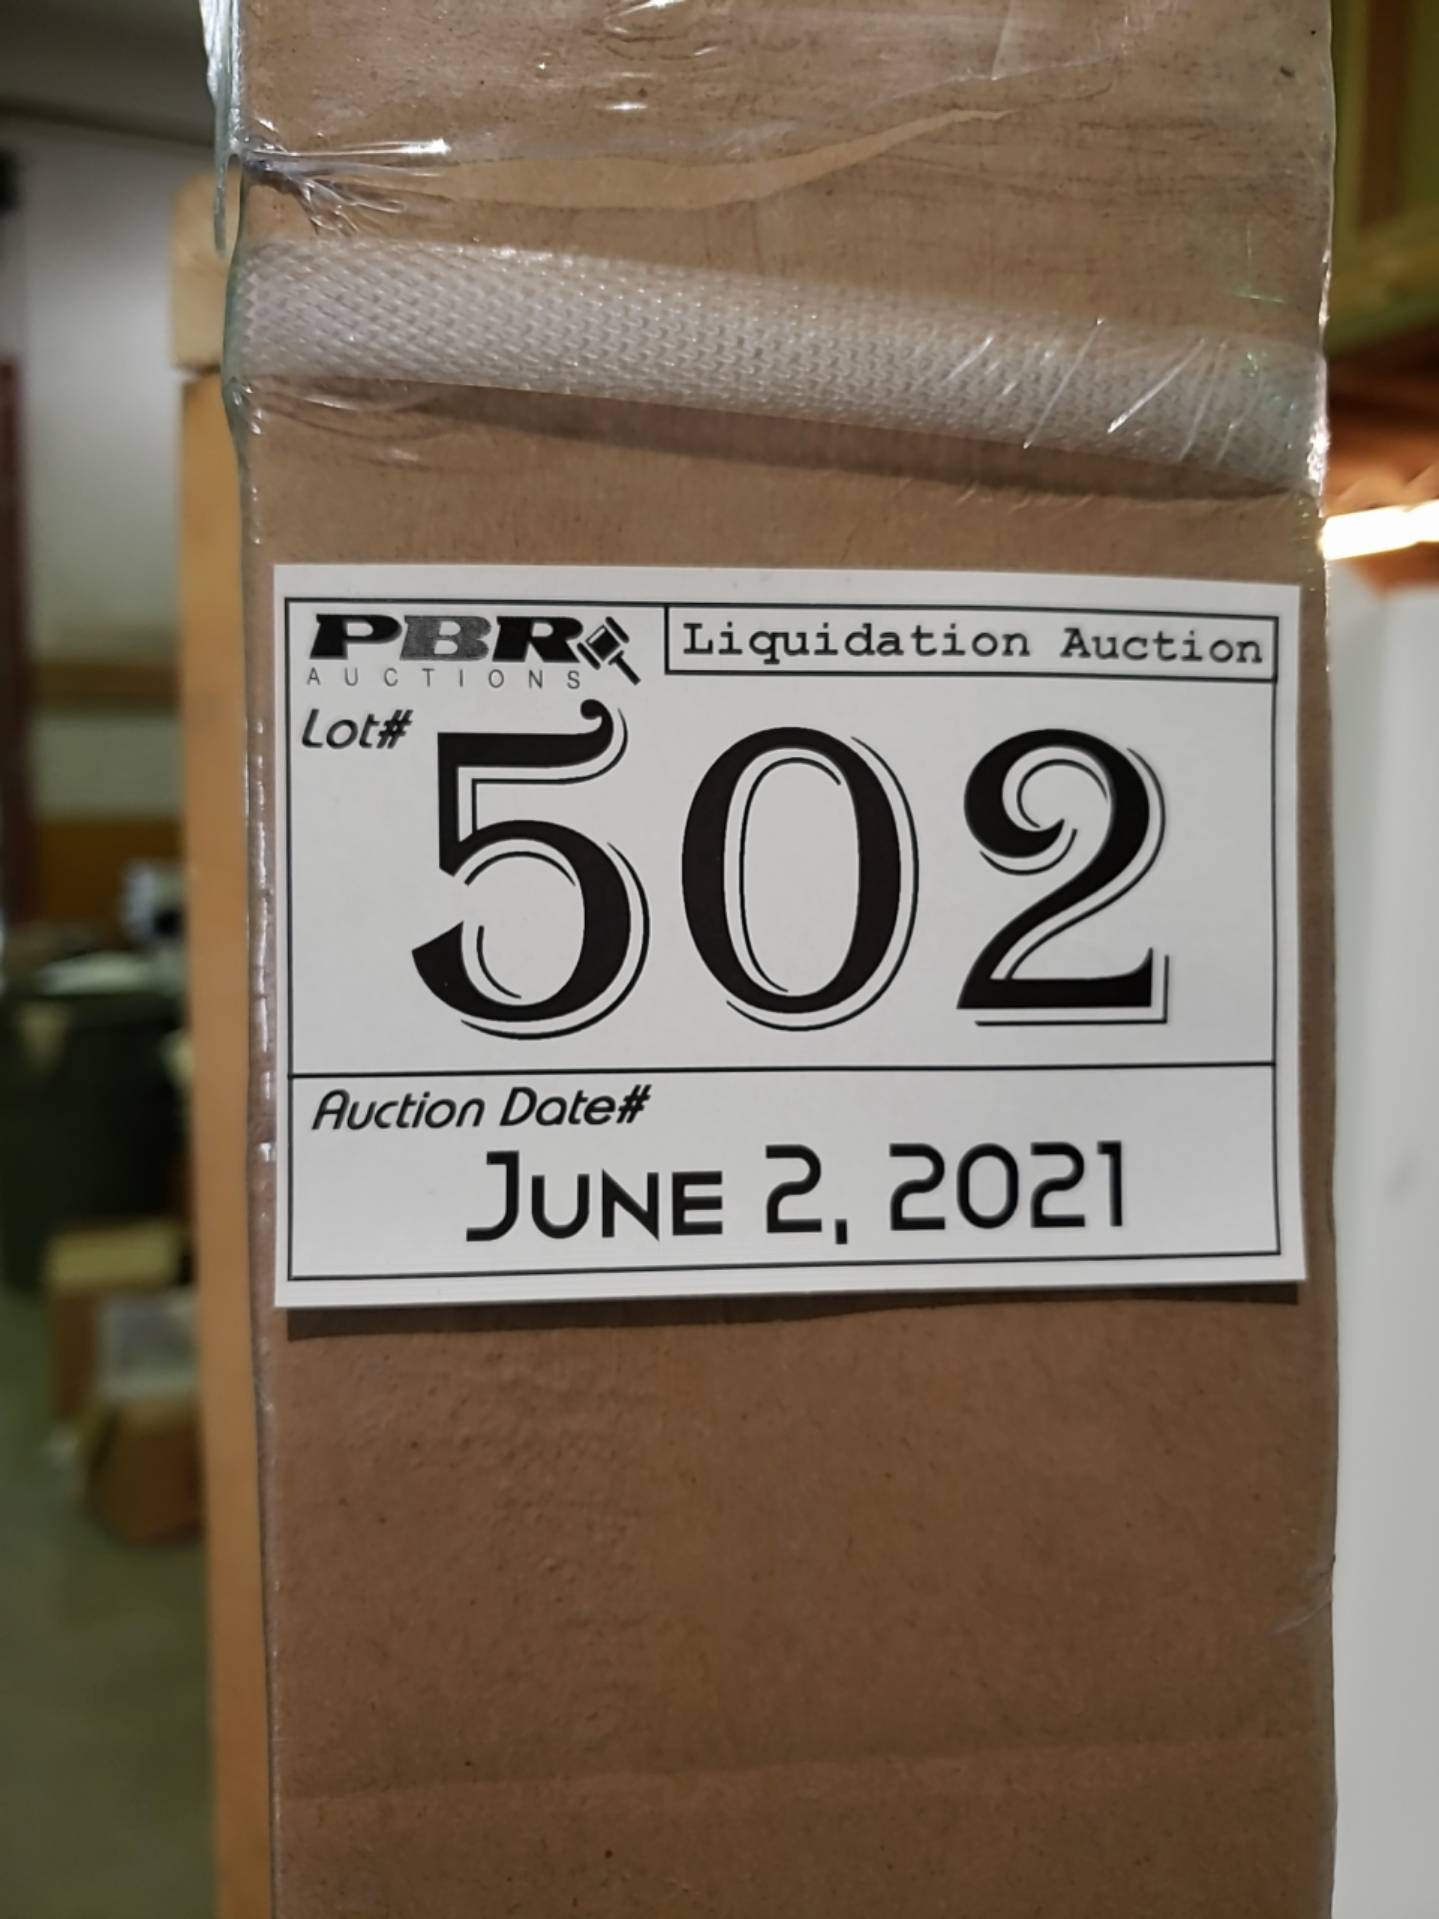 PBR
AUCTIONS
Liquidation Auction
Lot#
502
Auction Date#
JUNE 2, 2021